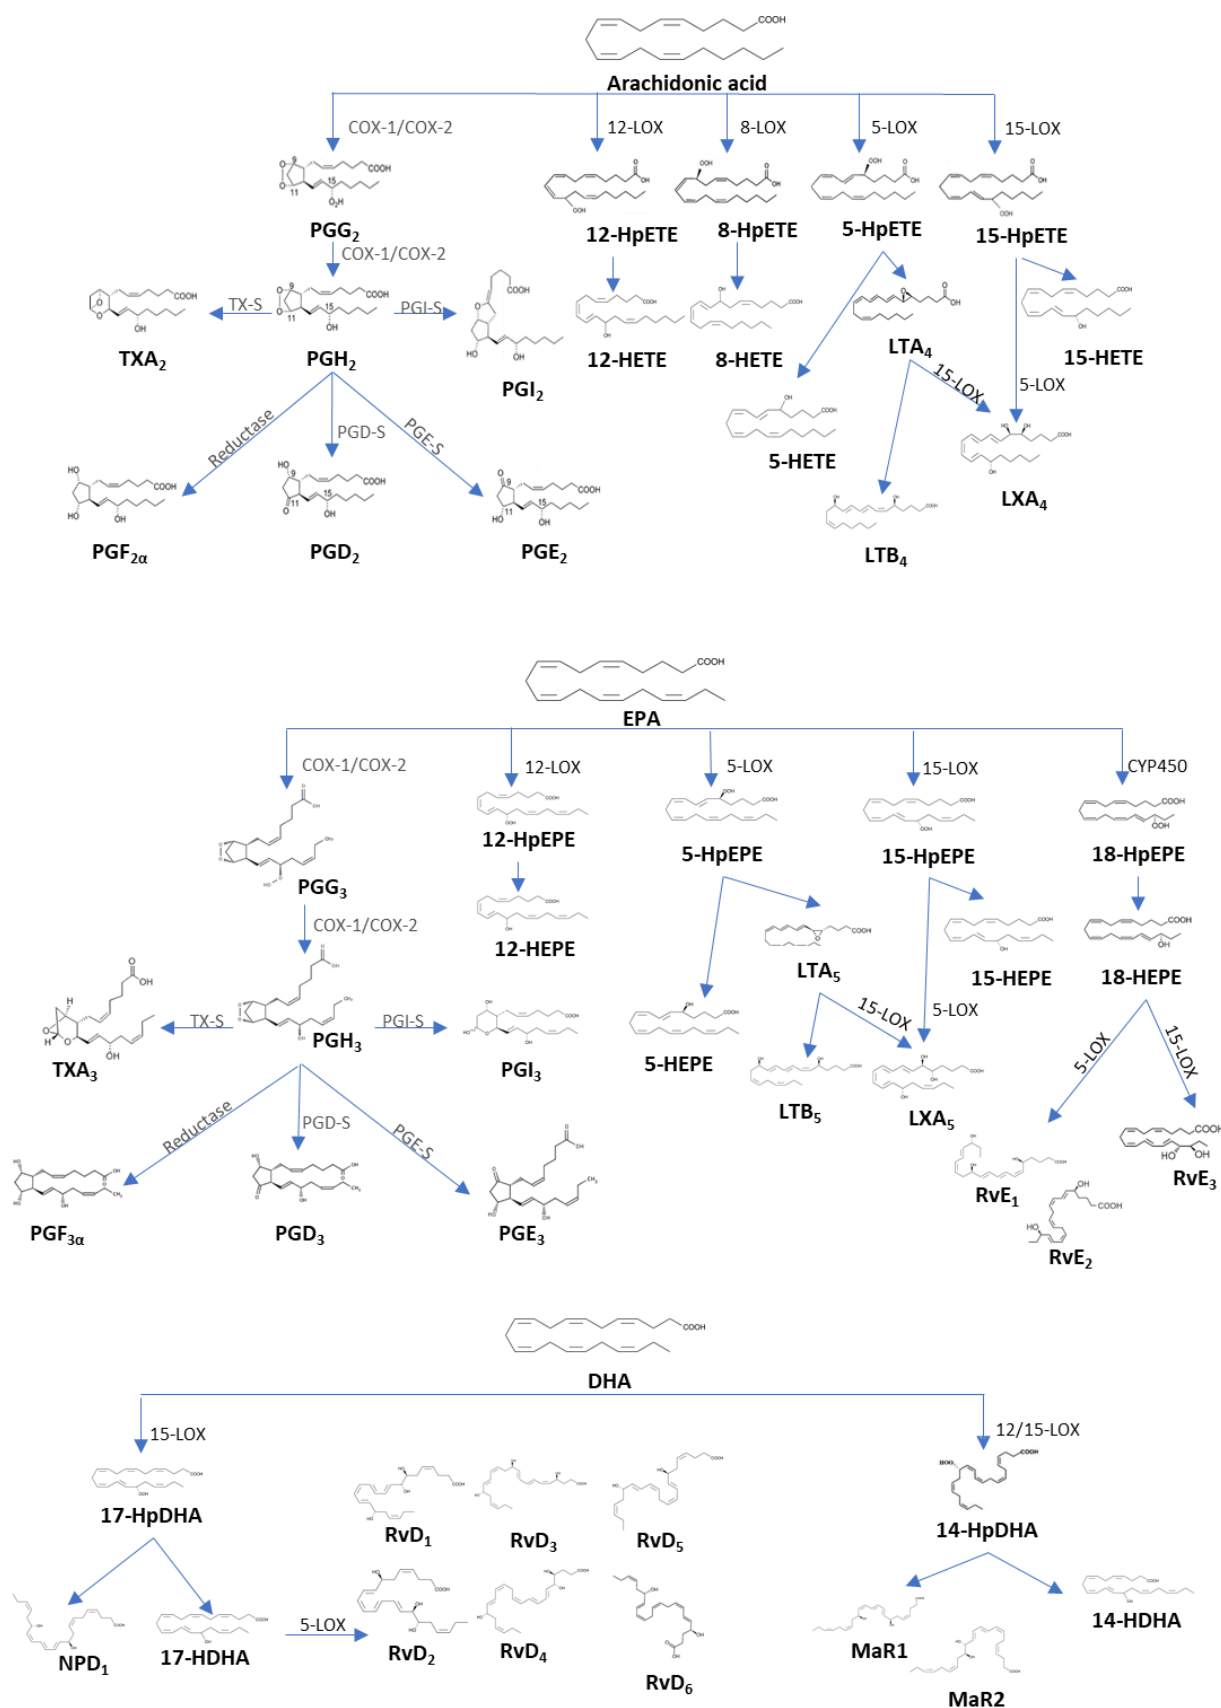 COOH
Arachidonic acid
COX-1/COX-2
12-LOX
8-LOX
5-LOX
15-LOX
PGG2
12-HpETE
8-HpETE
5-HpETE
15-HpETE
COX-1/COX-2
TX-S
PGI-S
TXA2
PGH2
PGI2
12-HETE
8-HETE
LTA4
15-HETE
15-LOX
5-LOX
Reductase
PGD-S
PGE-S
5-HETE
LXA4
PGF2α
PGD2
PGE2
LTB4
COOH
EPA
COX-1/COX-2
12-LOX
5-LOX
15-LOX
CYP450
12-HpEPE
5-HpEPE
15-HpEPE
18-HpEPE
PGG3
COX-1/COX-2
12-HEPE
LTA5
15-HEPE
18-HEPE
TX-S
PGI-S
TXA3
PGH3
PGI3
5-HEPE
15-LOX
5-LOX
5-LOX
15-LOX
LTB5
LXA5
Reductase
PGD-S
PGE-S
RvE1
RvE3
PGF3α
PGD3
PGE3
RvE2
COOH
DHA
15-LOX
12/15-LOX
17-HpDHA
RvD1
RvD3
RvD5
14-HpDHA
5-LOX
NPD1
17-HDHA
RvD2
RvD4
RvD6
MaR1
14-HDHA
MaR2